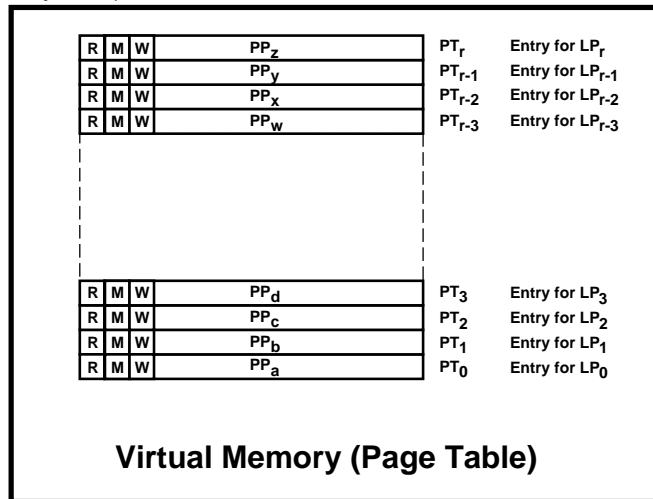 R M W PPz PTr Entry for LPr
R M W PPy PTr-1 Entry for LPr-1
R M W PPx PTr-2 Entry for LPr-2
R M W PPw PTr-3 Entry for LPr-3
R M W PPd PT3 Entry for LP3
R M W PPc PT2 Entry for LP2
R M W PPb PT1 Entry for LP1
R M W PPa PT0 Entry for LP0
Virtual Memory (Page Table)